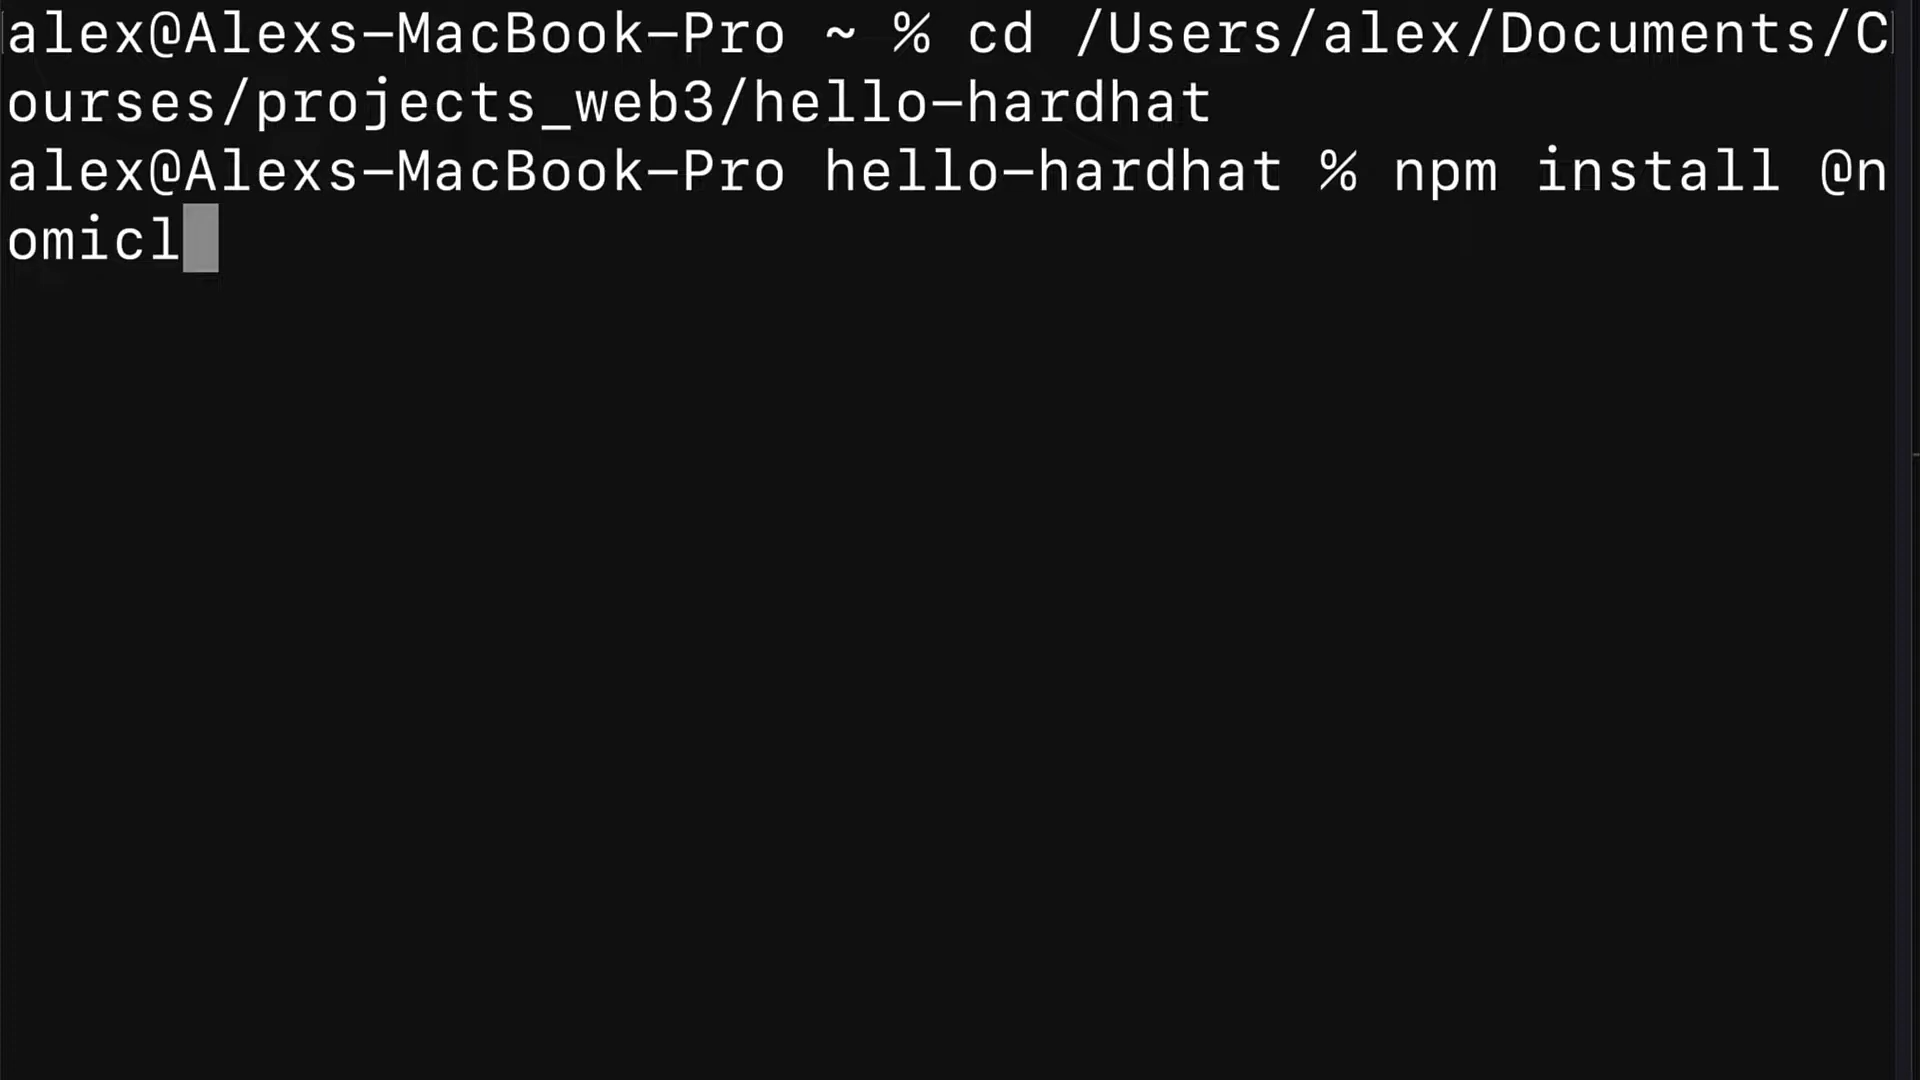 alex@Alexs-MacBook-Pro ~ % cd /Users/alex/Documents/C
ourses/projects_web3/hello-hardhat
alex@Alexs-MacBook-Pro hello-hardhat % npm install @n
omicl